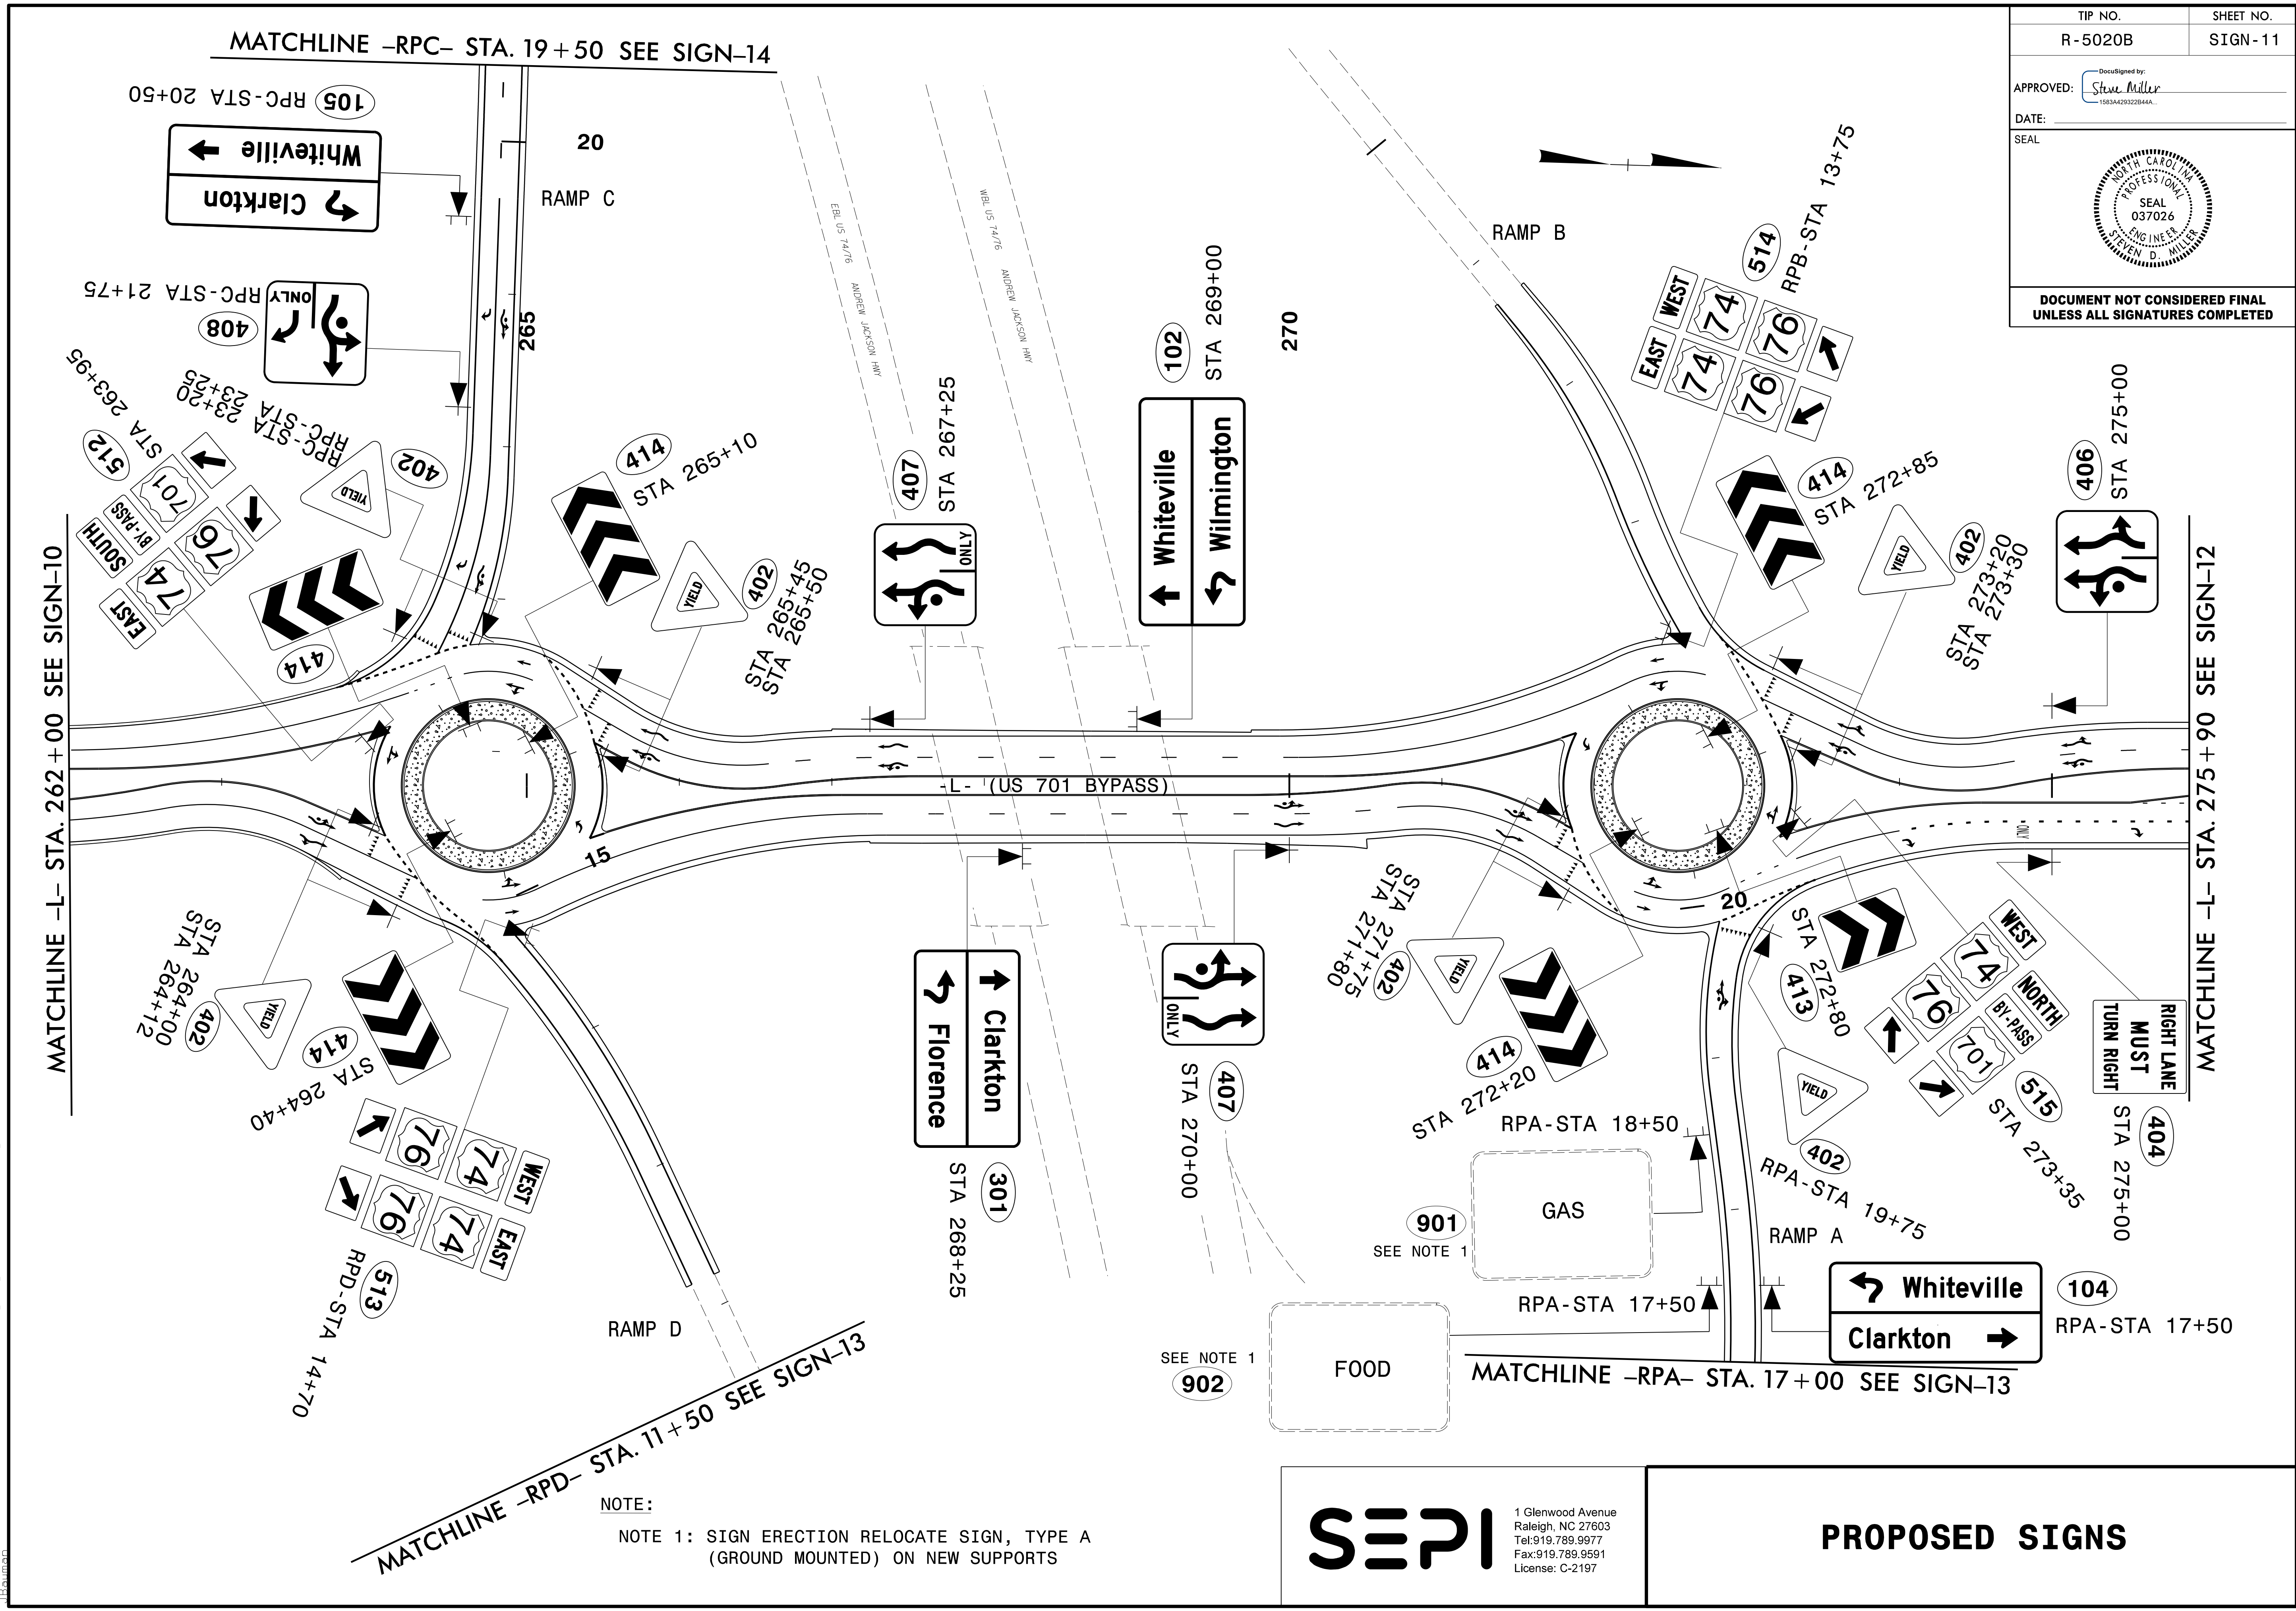 MATCHLINE –RPC– STA. 19+50 SEE SIGN–14
TIP NO.
SHEET NO.
R-5020B
SIGN-11
APPROVED:
DocuSigned by:
Steve Miller
1583A429322B44A...
DATE:
SEAL
NORTH CAROLINA
PROFESSIONAL
SEAL
037026
ENGINEER
STEVEN D. MILLER
DOCUMENT NOT CONSIDERED FINAL
UNLESS ALL SIGNATURES COMPLETED
105
RPC-STA 20+50
Whiteville
Clarkton
20
RAMP C
265
408
RPC-STA 21+75
ONLY
402
RPC-STA 23+20
RPC-STA 23+25
YIELD
512
STA 263+95
SOUTH
BY-PASS
701
EAST
74
76
414
414
STA 265+10
YIELD
402
STA 265+45
STA 265+50
EBL US 74/76 ANDREW JACKSON HWY
WBL US 74/76 ANDREW JACKSON HWY
407
STA 267+25
ONLY
102
STA 269+00
Whiteville
Wilmington
270
RAMP B
514
RPB-STA 13+75
WEST
74
76
EAST
74
76
414
STA 272+85
YIELD
402
STA 273+20
STA 273+30
406
STA 275+00
MATCHLINE –L– STA. 262+00 SEE SIGN–10
MATCHLINE –L– STA. 275+90 SEE SIGN–12
-L- (US 701 BYPASS)
15
20
ONLY
STA 264+00
STA 264+12
402
YIELD
414
STA 264+40
WEST
74
76
EAST
74
76
513
RPD-STA 14+70
RAMP D
Clarkton
Florence
301
STA 268+25
ONLY
407
STA 270+00
STA 271+75
STA 271+80
402
YIELD
414
STA 272+20
413
STA 272+80
WEST
74
76
NORTH
BY-PASS
701
515
STA 273+35
RIGHT LANE
MUST
TURN RIGHT
404
STA 275+00
YIELD
402
RPA-STA 19+75
RPA-STA 18+50
GAS
901
SEE NOTE 1
RAMP A
RPA-STA 17+50
FOOD
SEE NOTE 1
902
Whiteville
Clarkton
104
RPA-STA 17+50
MATCHLINE –RPA– STA. 17+00 SEE SIGN–13
MATCHLINE –RPD– STA. 11+50 SEE SIGN–13
NOTE:
NOTE 1: SIGN ERECTION RELOCATE SIGN, TYPE A
(GROUND MOUNTED) ON NEW SUPPORTS
SEPI
1 Glenwood Avenue
Raleigh, NC 27603
Tel:919.789.9977
Fax:919.789.9591
License: C-2197
PROPOSED SIGNS